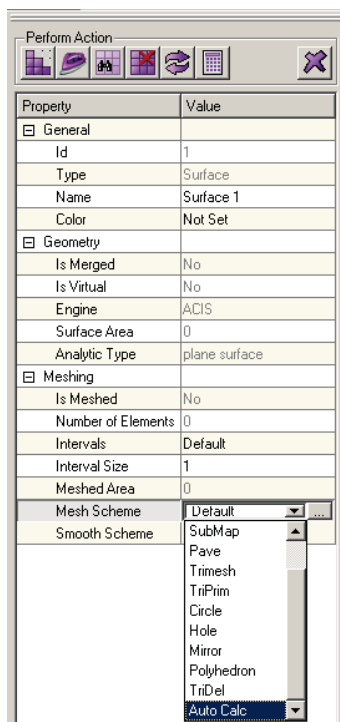 Perform Action
Property Value
General
Id 1
Type Surface
Name Surface 1
Color Not Set
Geometry
Is Merged No
Is Virtual No
Engine ACIS
Surface Area 0
Analytic Type plane surface
Meshing
Is Meshed No
Number of Elements 0
Intervals Default
Interval Size 1
Meshed Area 0
Mesh Scheme Default ...
Smooth Scheme
SubMap
Pave
Trimesh
TriPrim
Circle
Hole
Mirror
Polyhedron
TriDel
Auto Calc